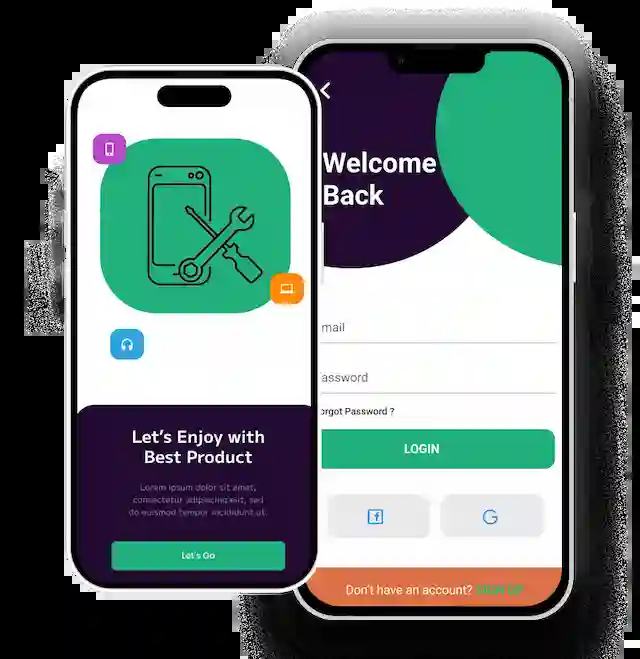 Let's Enjoy with
Best Product
Lorem ipsum dolor sit amet,
consectetur adipiscing elit, sed
do euismod tempor incididunt ut.
Let's Go
Welcome
Back
mail
assword
orgot Password ?
LOGIN
Don't have an account? SIGN UP